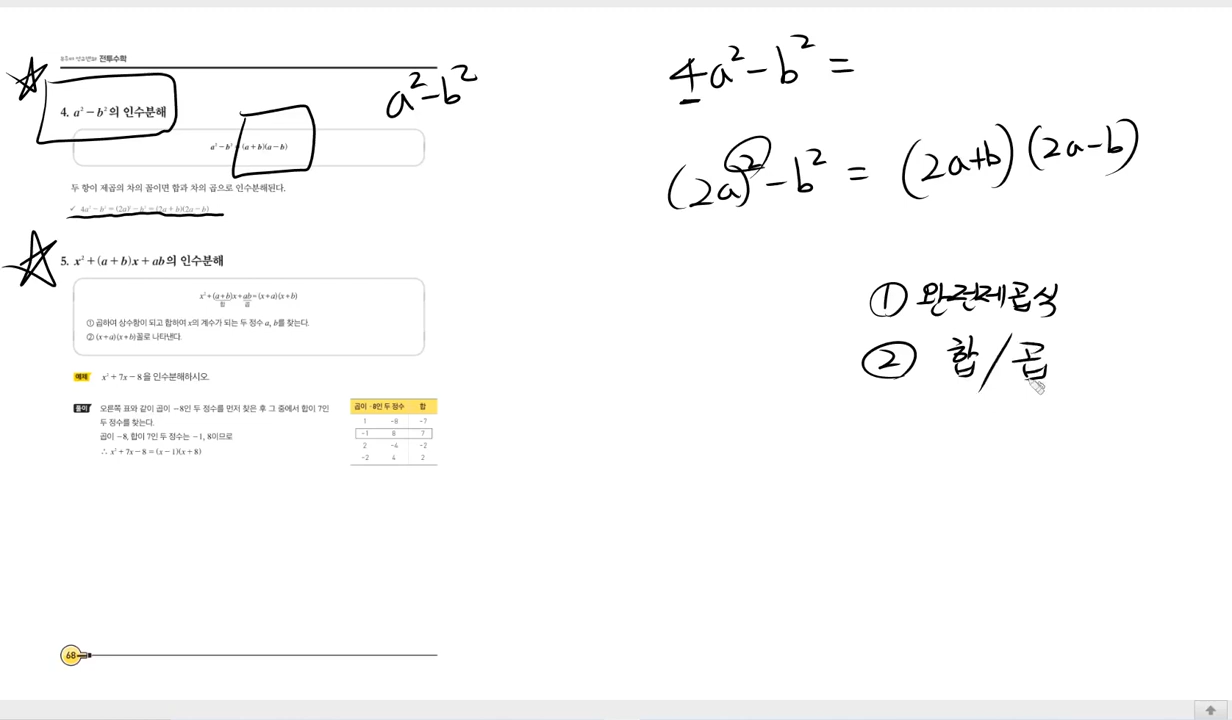 전투수학
4. a² − b²의 인수분해
a² − b² = (a+b)(a−b)
두 항이 제곱의 차의 꼴이면 합과 차의 곱으로 인수분해된다.
✓ 4a² − b² = (2a)² − b² = (2a + b)(2a − b)
5. x² + (a + b)x + ab의 인수분해
x² + (a+b)x + ab = (x+a)(x+b)
합 곱
① 곱하여 상수항이 되고 합하여 x의 계수가 되는 두 정수 a, b를 찾는다.
② (x+a)(x+b)꼴로 나타낸다.
예제 x² + 7x − 8을 인수분해하시오.
풀이 오른쪽 표와 같이 곱이 −8인 두 정수를 먼저 찾은 후 그 중에서 합이 7인
두 정수를 찾는다.
곱이 −8, 합이 7인 두 정수는 −1, 8이므로
∴ x² + 7x − 8 = (x − 1)(x + 8)
곱이 −8인 두 정수 합
1 −8 −7
−1 8 7
2 −4 −2
−2 4 2
68
a²−b²
4a²−b² =
(2a)²−b² = (2a+b)(2a−b)
① 완전제곱식
② 합/곱